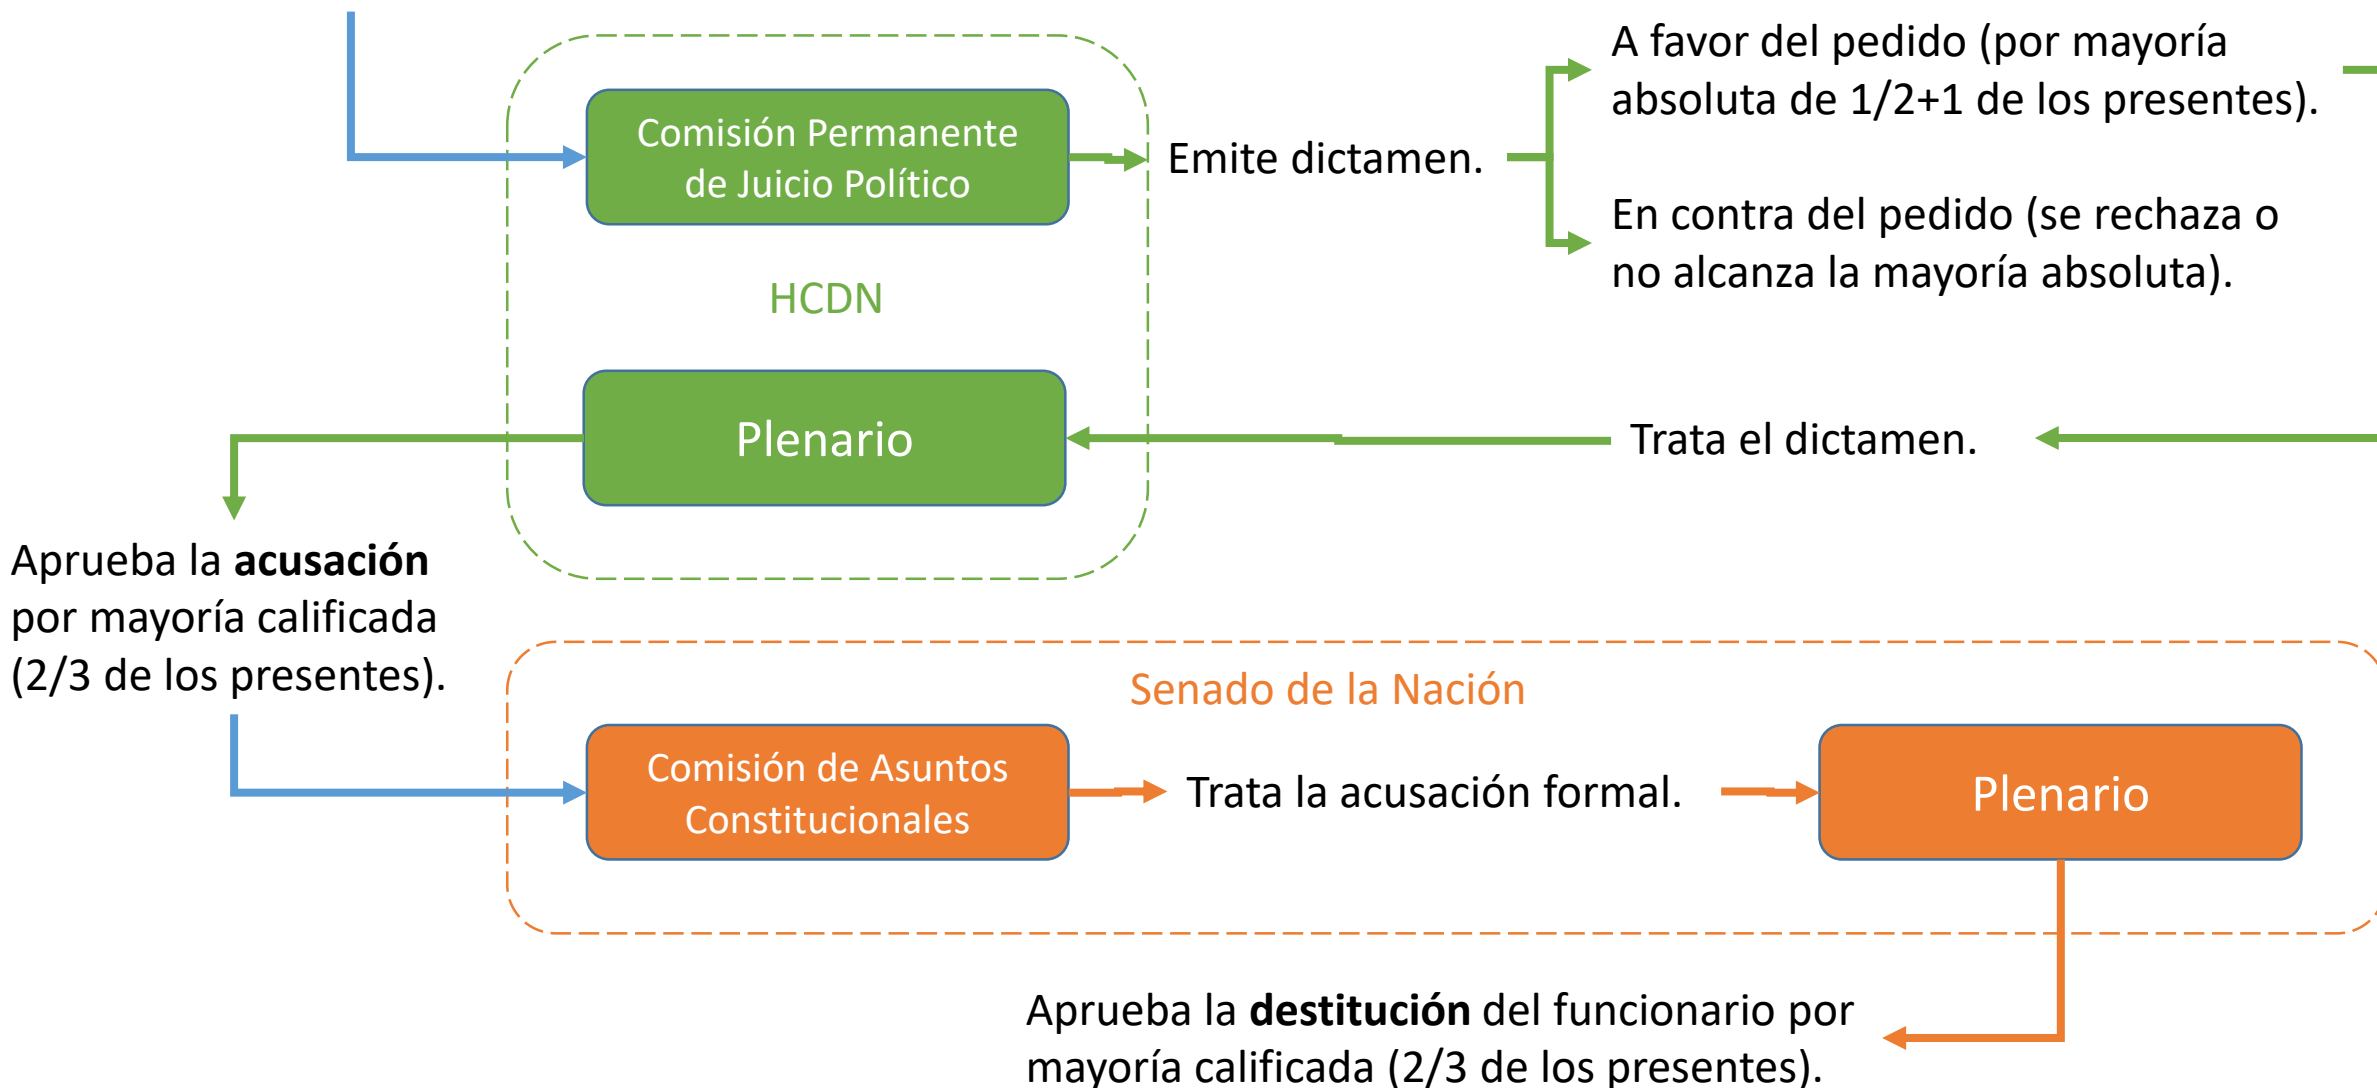 A favor del pedido (por mayoría
absoluta de 1/2+1 de los presentes).
Comisión Permanente
de Juicio Político
Emite dictamen.
En contra del pedido (se rechaza o
no alcanza la mayoría absoluta).
HCDN
Plenario
Trata el dictamen.
Aprueba la acusación
por mayoría calificada
(2/3 de los presentes).
Senado de la Nación
Comisión de Asuntos
Constitucionales
Trata la acusación formal.
Plenario
Aprueba la destitución del funcionario por
mayoría calificada (2/3 de los presentes).